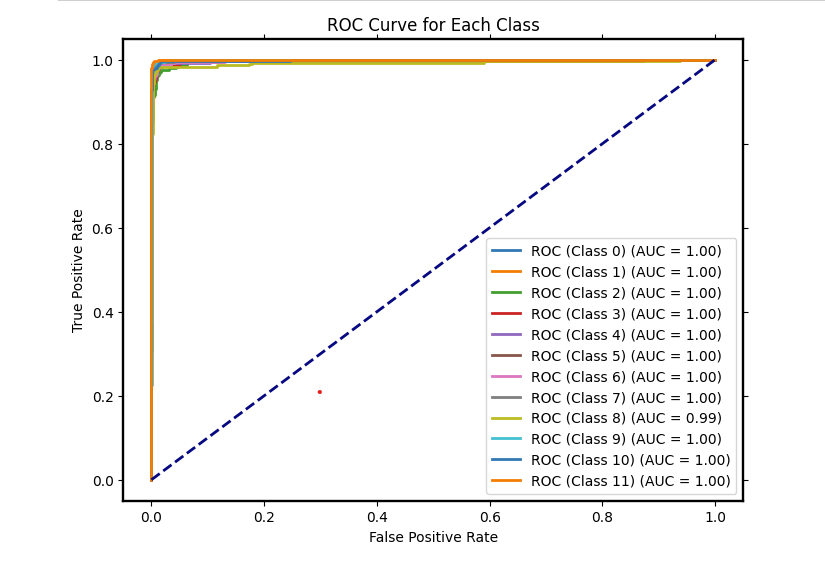 ROC Curve for Each Class
1.0
0.8
0.6
0.4
0.2
0.0
True Positive Rate
ROC (Class 0) (AUC = 1.00)
ROC (Class 1) (AUC = 1.00)
ROC (Class 2) (AUC = 1.00)
ROC (Class 3) (AUC = 1.00)
ROC (Class 4) (AUC = 1.00)
ROC (Class 5) (AUC = 1.00)
ROC (Class 6) (AUC = 1.00)
ROC (Class 7) (AUC = 1.00)
ROC (Class 8) (AUC = 0.99)
ROC (Class 9) (AUC = 1.00)
ROC (Class 10) (AUC = 1.00)
ROC (Class 11) (AUC = 1.00)
0.0 0.2 0.4 0.6 0.8 1.0
False Positive Rate